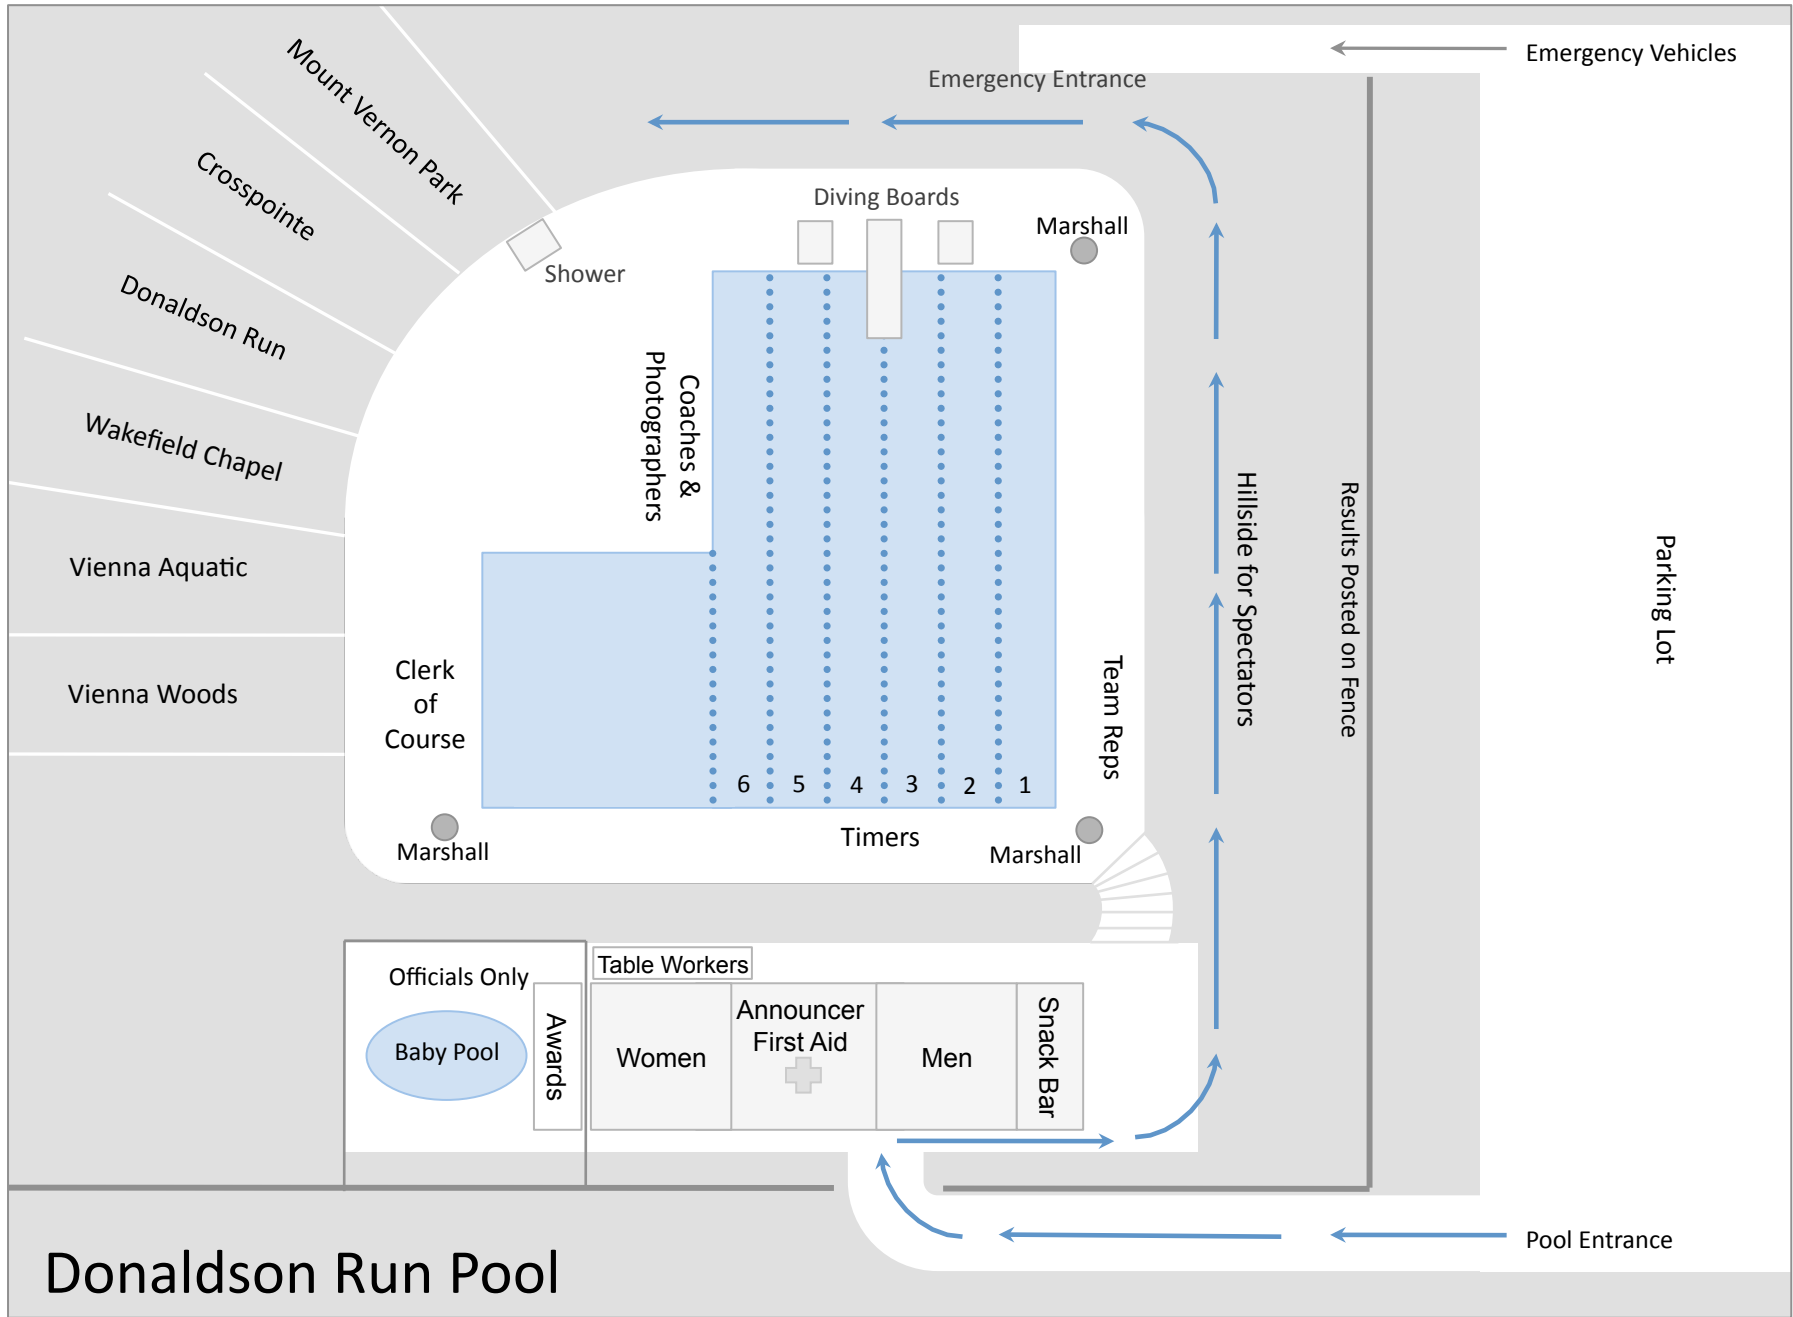 Emergency Vehicles
Emergency Entrance
Mount Vernon Park
Crosspointe
Donaldson Run
Wakefield Chapel
Vienna Aquatic
Vienna Woods
Shower
Diving Boards
Marshall
Coaches &
Photographers
Clerk
of
Course
6 5 4 3 2 1
Team Reps
Hillside for Spectators
Results Posted on Fence
Parking Lot
Marshall
Timers
Marshall
Officials Only
Baby Pool
Awards
Table Workers
Women
Announcer
First Aid
Men
Snack Bar
Pool Entrance
Donaldson Run Pool